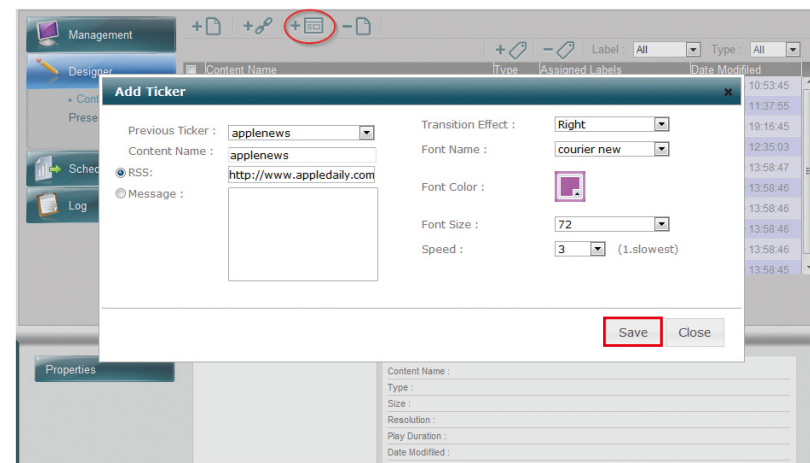 Management
Label : All Type : All
Designer
Content Name Type Assigned Labels Date Modified
Cont
Prese
Sched
Log
10:53:45
11:37:55
19:16:45
12:35:03
13:58:47
13:58:46
13:58:46
13:58:46
13:58:46
13:58:45
Add Ticker
Previous Ticker : applenews
Content Name : applenews
RSS: http://www.appledaily.com
Message :
Transition Effect : Right
Font Name : courier new
Font Color :
Font Size : 72
Speed : 3 (1.slowest)
Save Close
Properties
Content Name :
Type :
Size :
Resolution :
Play Duration :
Date Modifiled :